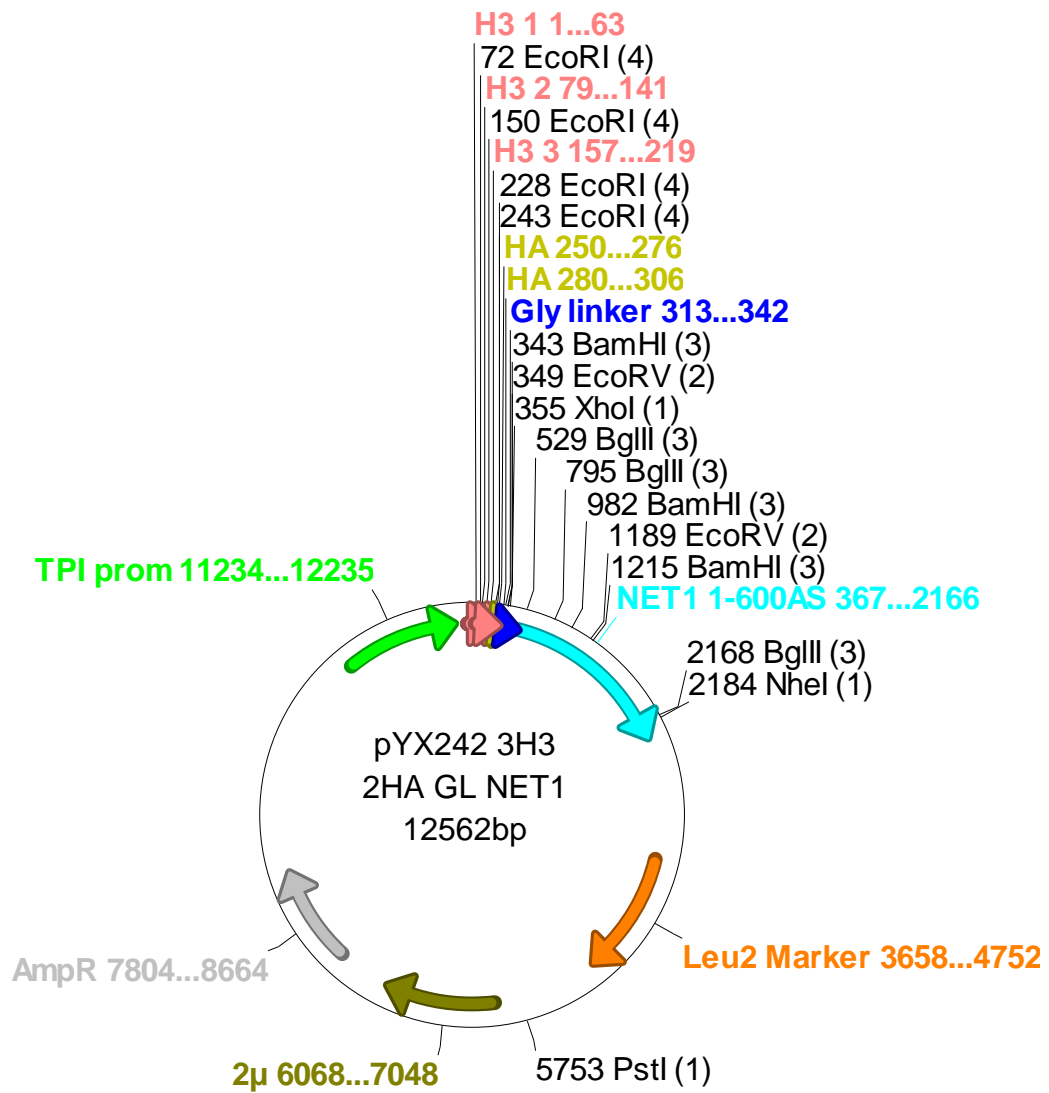 H3 1 1...63
72 EcoRI (4)
H3 2 79...141
150 EcoRI (4)
H3 3 157...219
228 EcoRI (4)
243 EcoRI (4)
HA 250...276
HA 280...306
Gly linker 313...342
343 BamHI (3)
349 EcoRV (2)
355 XhoI (1)
529 BglII (3)
795 BglII (3)
982 BamHI (3)
1189 EcoRV (2)
1215 BamHI (3)
TPI prom 11234...12235
NET1 1-600AS 367...2166
2168 BglII (3)
2184 NheI (1)
pYX242 3H3
2HA GL NET1
12562bp
AmpR 7804...8664
Leu2 Marker 3658...4752
2µ 6068...7048
5753 PstI (1)